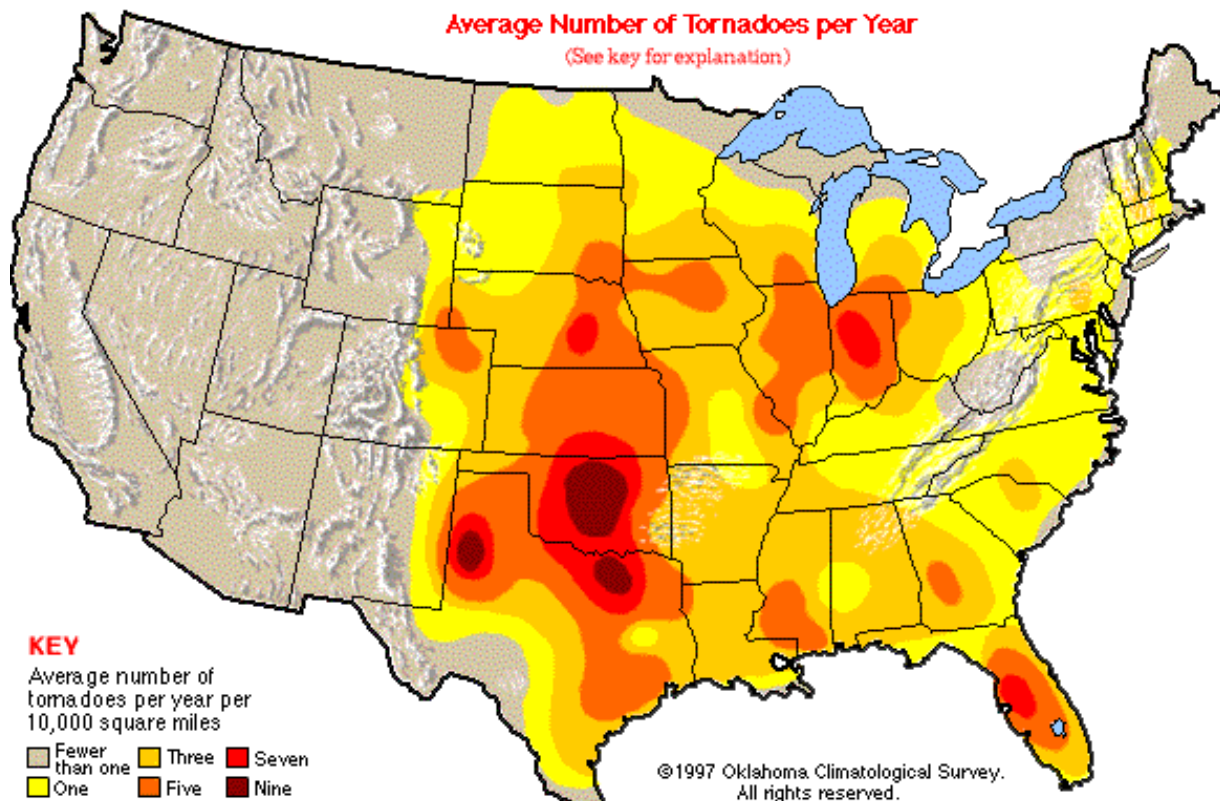 Average Number of Tornadoes per Year
(See key for explanation)
KEY
Average number of
tornadoes per year per
10,000 square miles
Fewer
than one
Three
Seven
One
Five
Nine
©1997 Oklahoma Climatological Survey.
All rights reserved.